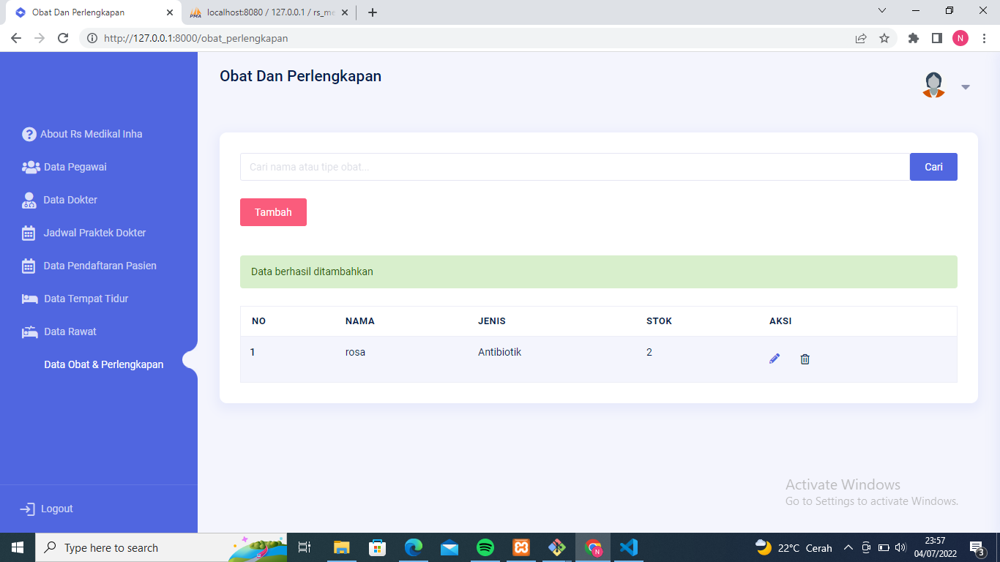 Obat Dan Perlengkapan
localhost:8080 / 127.0.0.1 / rs_me
http://127.0.0.1:8000/obat_perlengkapan
N
Obat Dan Perlengkapan
About Rs Medikal Inha
Data Pegawai
Data Dokter
Jadwal Praktek Dokter
Data Pendaftaran Pasien
Data Tempat Tidur
Data Rawat
Data Obat & Perlengkapan
Logout
Cari nama atau tipe obat...
Cari
Tambah
Data berhasil ditambahkan
NO NAMA JENIS STOK AKSI
1 rosa Antibiotik 2
Activate Windows
Go to Settings to activate Windows.
Type here to search
22°C Cerah
23:57
04/07/2022
3